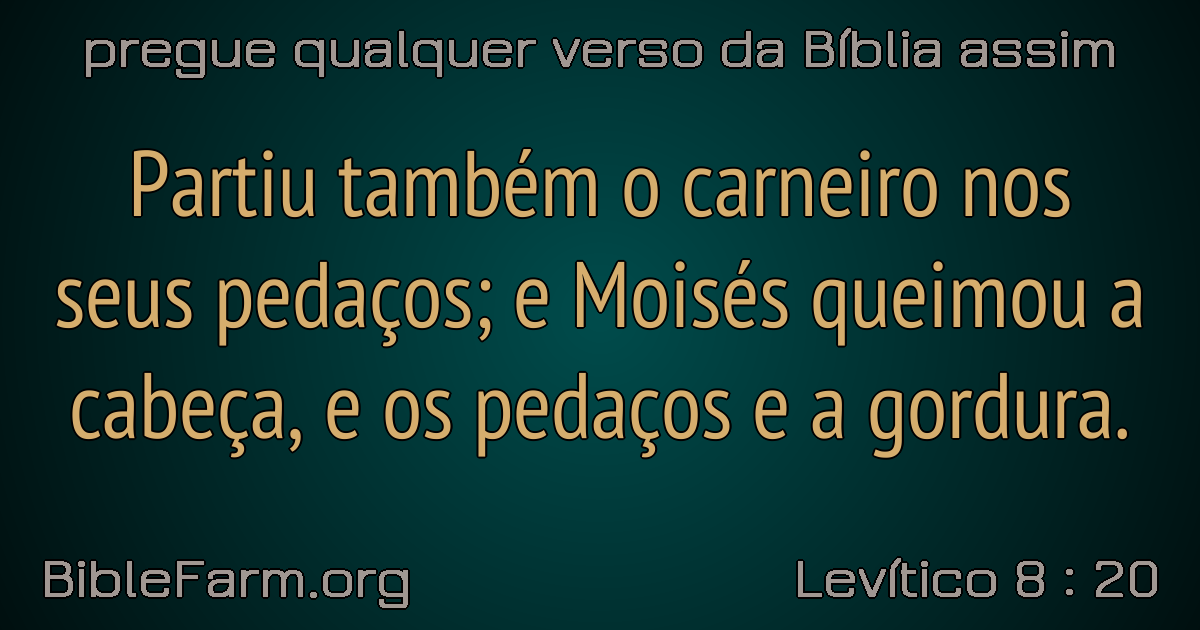 pregue qualquer verso da Bíblia assim
Partiu também o carneiro nos
seus pedaços; e Moisés queimou a
cabeça, e os pedaços e a gordura.
BibleFarm.org
Levítico 8 : 20